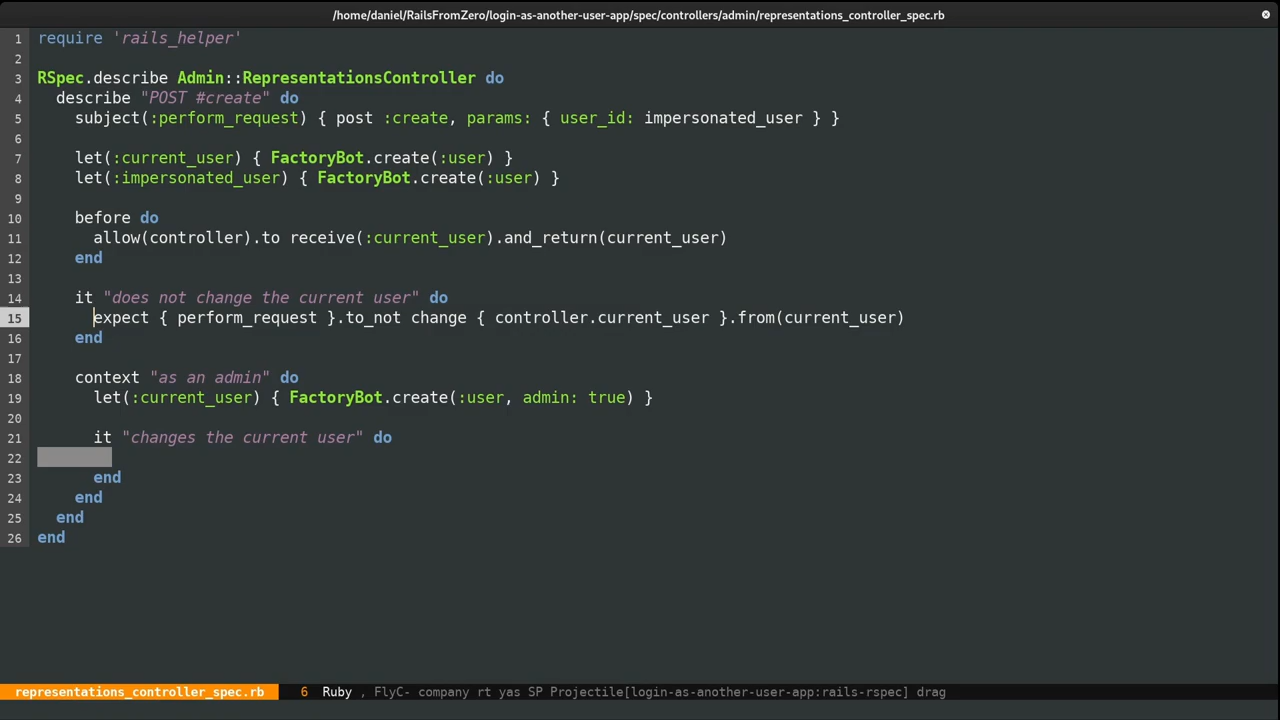 /home/daniel/RailsFromZero/login-as-another-user-app/spec/controllers/admin/representations_controller_spec.rb
1 require 'rails_helper'
2
3 RSpec.describe Admin::RepresentationsController do
4   describe "POST #create" do
5     subject(:perform_request) { post :create, params: { user_id: impersonated_user } }
6
7     let(:current_user) { FactoryBot.create(:user) }
8     let(:impersonated_user) { FactoryBot.create(:user) }
9
10     before do
11       allow(controller).to receive(:current_user).and_return(current_user)
12     end
13
14     it "does not change the current user" do
15       expect { perform_request }.to_not change { controller.current_user }.from(current_user)
16     end
17
18     context "as an admin" do
19       let(:current_user) { FactoryBot.create(:user, admin: true) }
20
21       it "changes the current user" do
22
23       end
24     end
25   end
26 end
representations_controller_spec.rb 6 Ruby , FlyC- company rt yas SP Projectile[login-as-another-user-app:rails-rspec] drag